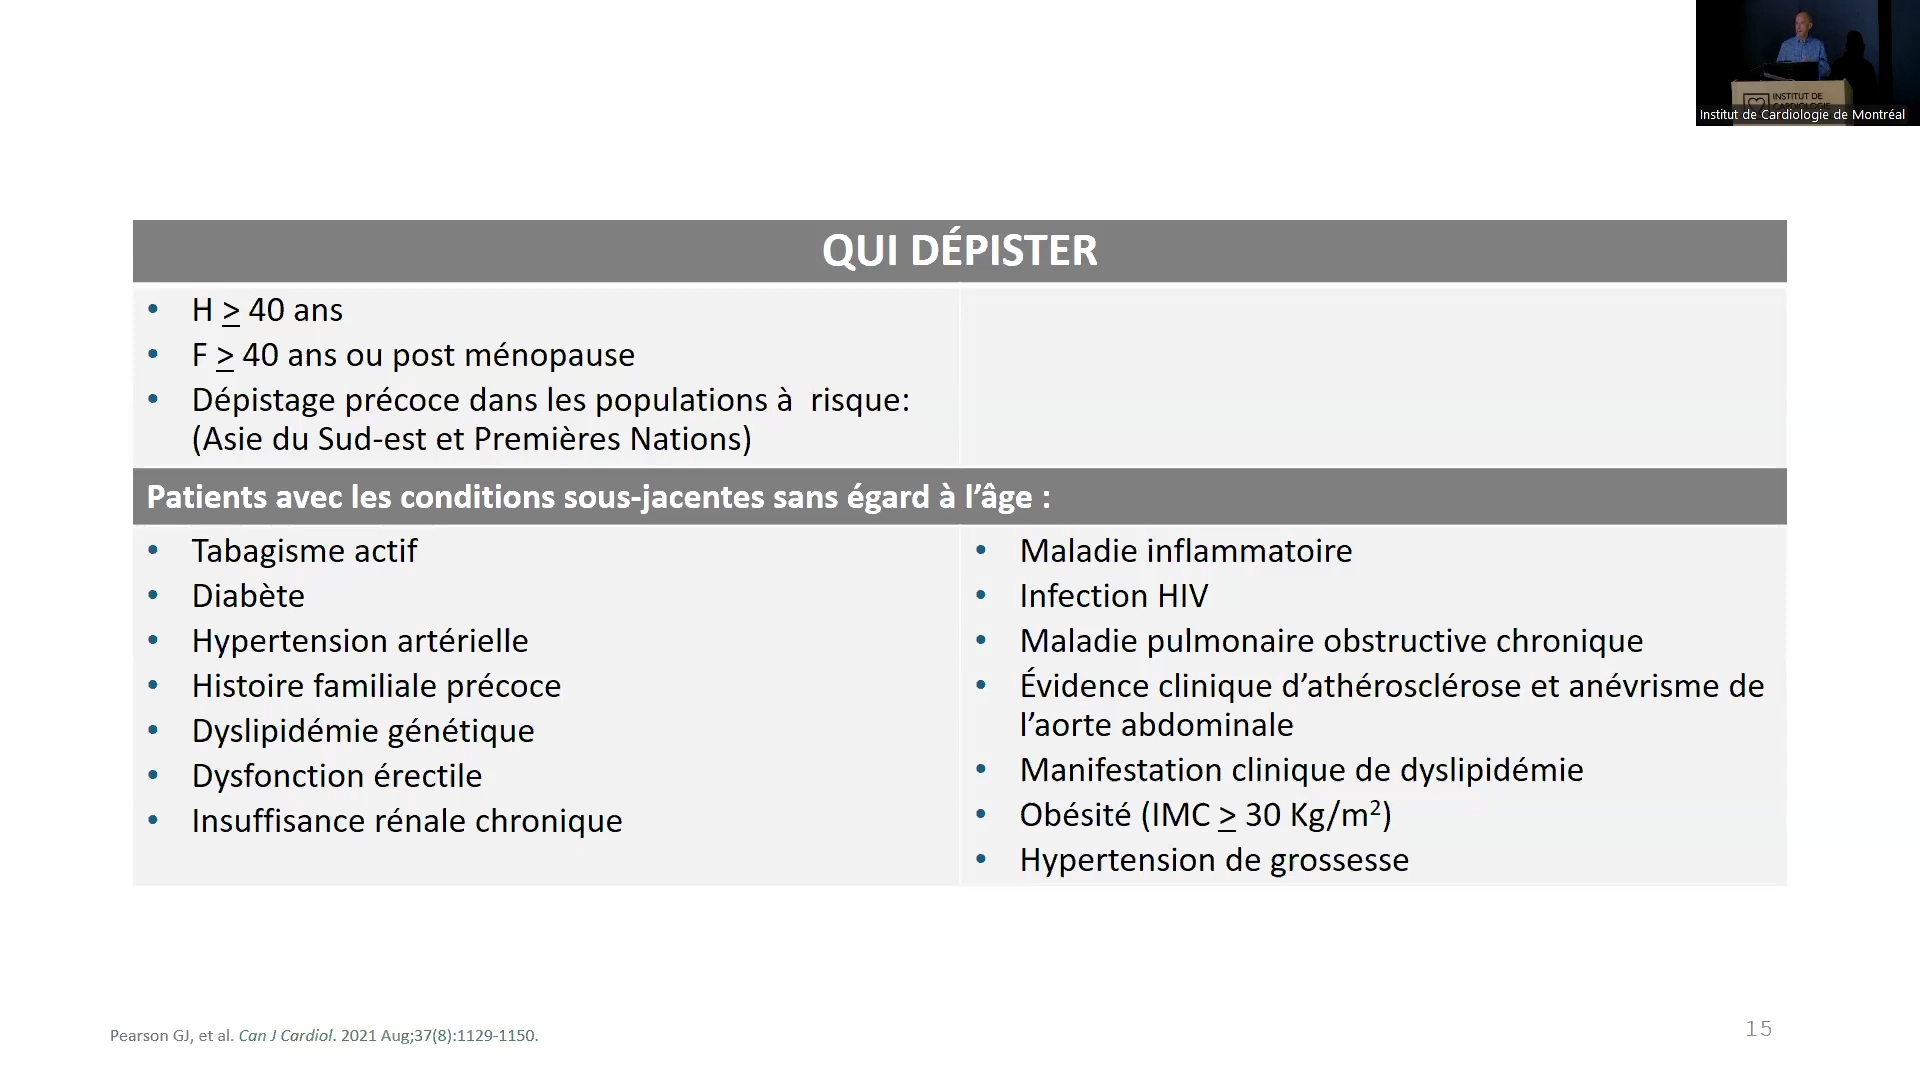 INSTITUT DE
CARDIOLOGIE
Institut de Cardiologie de Montréal
QUI DÉPISTER
• H ≥ 40 ans
• F ≥ 40 ans ou post ménopause
• Dépistage précoce dans les populations à risque:
(Asie du Sud-est et Premières Nations)
Patients avec les conditions sous-jacentes sans égard à l’âge :
• Tabagisme actif
• Diabète
• Hypertension artérielle
• Histoire familiale précoce
• Dyslipidémie génétique
• Dysfonction érectile
• Insuffisance rénale chronique
• Maladie inflammatoire
• Infection HIV
• Maladie pulmonaire obstructive chronique
• Évidence clinique d’athérosclérose et anévrisme de
l’aorte abdominale
• Manifestation clinique de dyslipidémie
• Obésité (IMC ≥ 30 Kg/m²)
• Hypertension de grossesse
Pearson GJ, et al. Can J Cardiol. 2021 Aug;37(8):1129-1150.
15